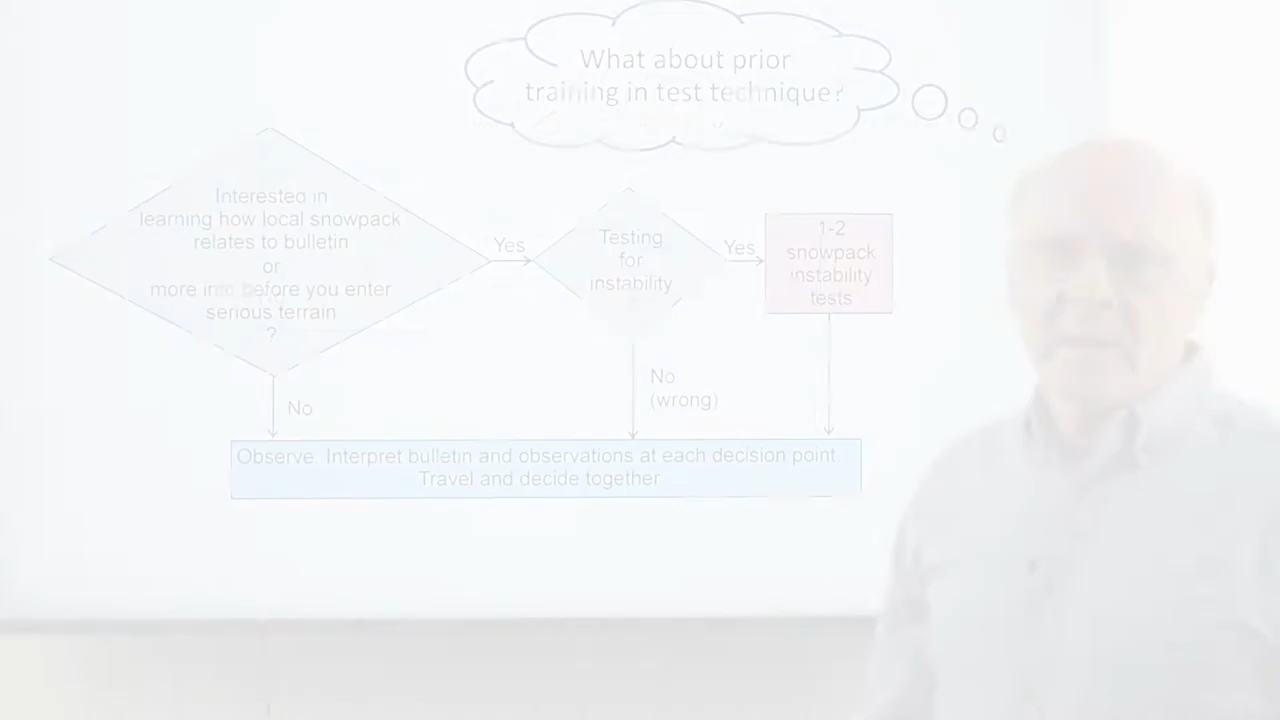 What about prior
training in test technique?
Interested in
learning how local snowpack
relates to bulletin
or
more info before you enter
serious terrain
?
Yes
Testing
for
instability
Yes
1-2
snowpack
instability
tests
No
No
(wrong)
Observe. Interpret bulletin and observations at each decision point.
Travel and decide together